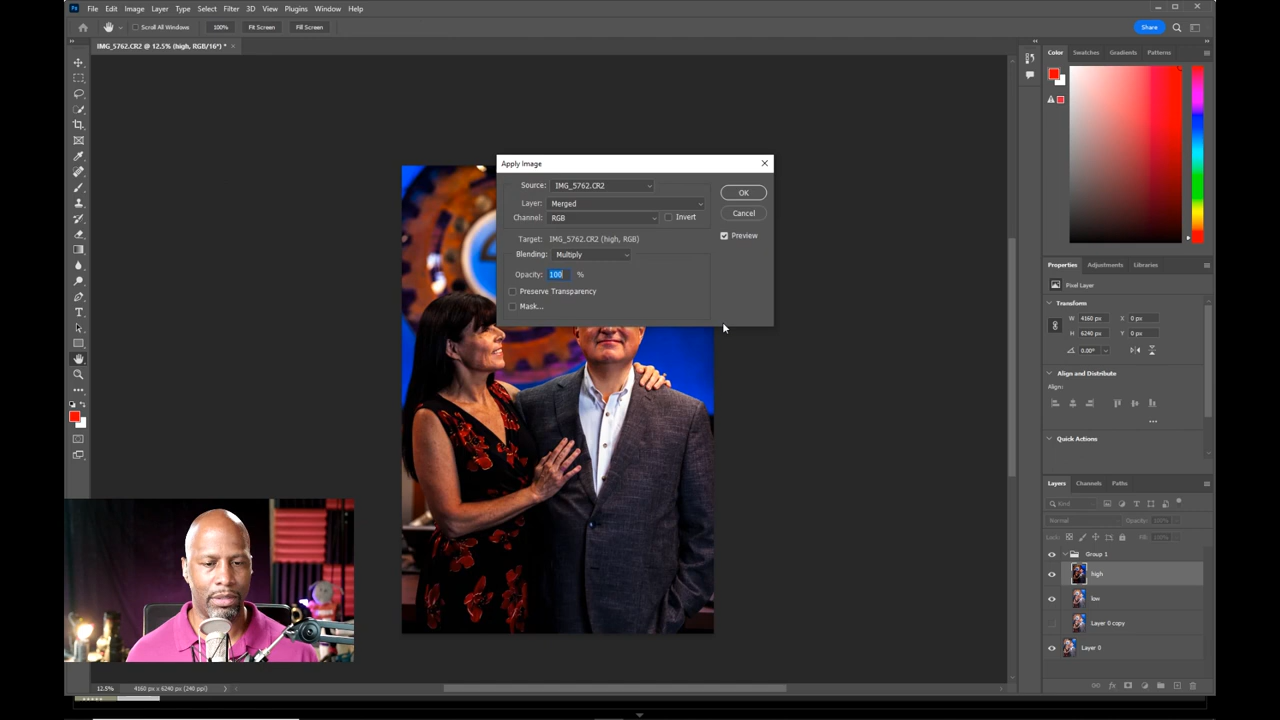 Ps File Edit Image Layer Type Select Filter 3D View Plugins Window Help
Scroll All Windows 100% Fit Screen Fill Screen Share
IMG_5762.CR2 @ 12.5% (high, RGB/16*) *
Color Swatches Gradients Patterns
Apply Image
Source: IMG_5762.CR2
OK
Layer: Merged
Channel: RGB Invert
Cancel
Target: IMG_5762.CR2 (high, RGB)
Preview
Blending: Multiply
Opacity: 100 %
Preserve Transparency
Mask...
Properties Adjustments Libraries
Pixel Layer
Transform
W 4160 px X 0 px
H 6240 px Y 0 px
0.00°
Align and Distribute
Align:
Quick Actions
Layers Channels Paths
Kind
Normal Opacity: 100%
Lock: 100%
Group 1
high
low
Layer 0 copy
Layer 0
12.5% 4160 px x 6240 px (240 ppi)